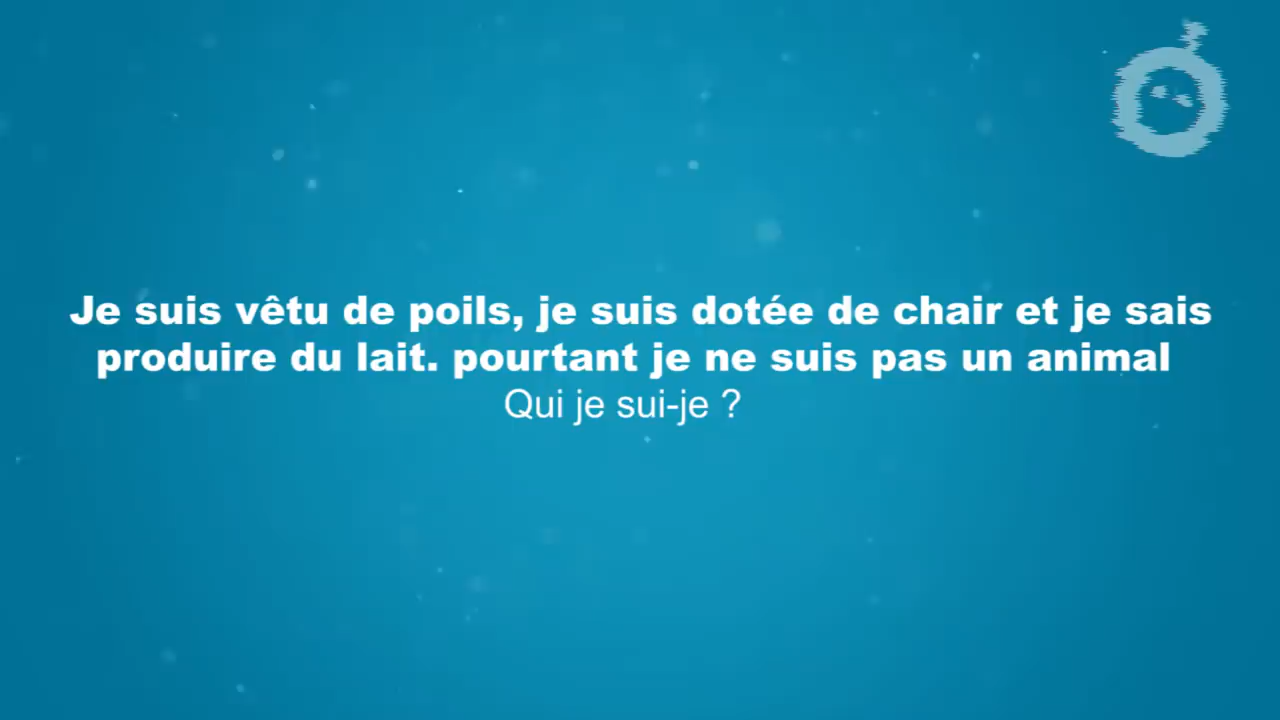 Je suis vêtu de poils, je suis dotée de chair et je sais
produire du lait. pourtant je ne suis pas un animal
Qui je sui-je ?